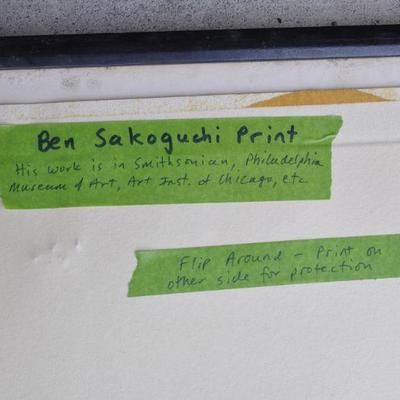 Ben Sakoguchi Print
His work is in Smithsonian, Philadelphia
Museum of Art, Art Inst. of Chicago, etc
Flip Around - Print on
other side for protection